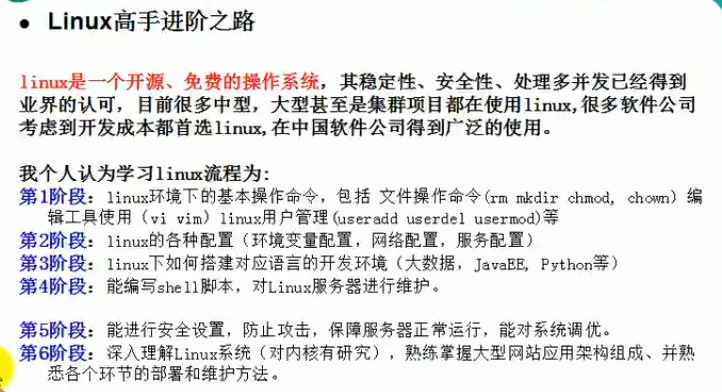 • Linux高手进阶之路
linux是一个开源、免费的操作系统，其稳定性、安全性、处理多并发已经得到
业界的认可，目前很多中型，大型甚至是集群项目都在使用linux,很多软件公司
考虑到开发成本都首选linux,在中国软件公司得到广泛的使用。
我个人认为学习linux流程为:
第1阶段：linux环境下的基本操作命令，包括 文件操作命令(rm mkdir chmod, chown) 编
辑工具使用（vi vim）linux用户管理(useradd userdel usermod)等
第2阶段：linux的各种配置（环境变量配置，网络配置，服务配置）
第3阶段：linux下如何搭建对应语言的开发环境（大数据，JavaEE, Python等）
第4阶段：能编写shell脚本，对Linux服务器进行维护。
第5阶段：能进行安全设置，防止攻击，保障服务器正常运行，能对系统调优。
第6阶段：深入理解Linux系统（对内核有研究），熟练掌握大型网站应用架构组成、并熟
悉各个环节的部署和维护方法。